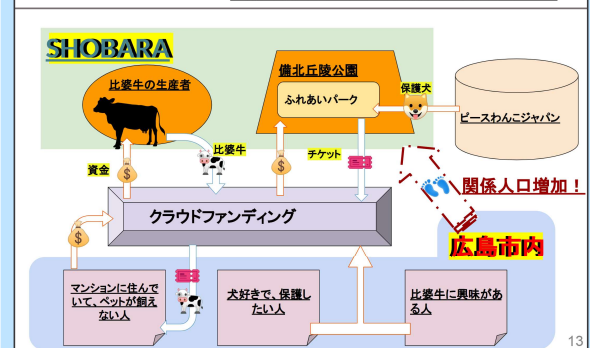 SHOBARA
比婆牛の生産者
備北丘陵公園
ふれあいパーク
保護犬
ピースわんこジャパン
比婆牛
チケット
資金
関係人口増加！
クラウドファンディング
広島市内
マンションに住んで
いて、ペットが飼え
ない人
犬好きで、保護し
たい人
比婆牛に興味があ
る人
13